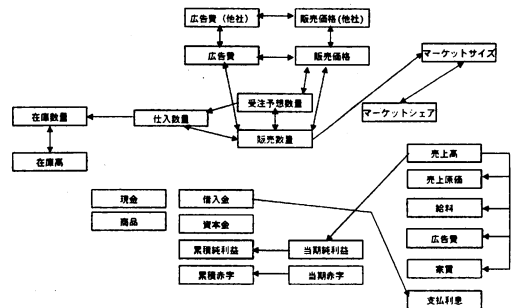 広告費（他社）
販売価格(他社)
広告費
販売価格
マーケットサイズ
受注予想数量
在庫数量
仕入数量
マーケットシェア
販売数量
在庫高
売上高
売上原価
現金
借入金
給料
商品
資本金
広告費
累積純利益
当期純利益
家賃
累積赤字
当期赤字
支払利息